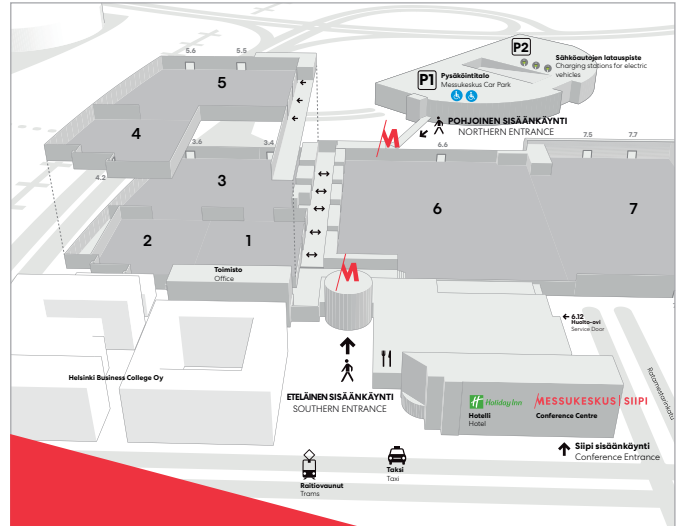 5.6
5.5
P2
5
P1
Pysäköintitalo
Messukeskus Car Park
Sähköautojen latauspiste
Charging stations for electric
vehicles
POHJOINEN SISÄÄNKÄYNTI
NORTHERN ENTRANCE
4
3.6
3.4
6.6
7.5
7.7
4.2
3
6
7
2
1
Toimisto
Office
6.12
Huolto-ovi
Service Door
Ratamestarinkatu
Helsinki Business College Oy
ETELÄINEN SISÄÄNKÄYNTI
SOUTHERN ENTRANCE
Holiday Inn
MESSUKESKUS SIIPI
Hotelli
Hotel
Conference Centre
Siipi sisäänkäynti
Conference Entrance
Raitiovaunut
Trams
Taksi
Taxi